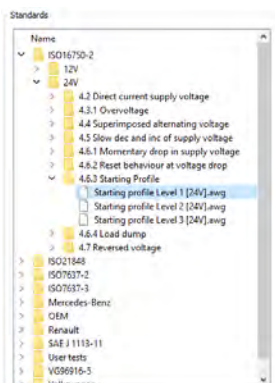 Standards
Name
ISO16750-2
12V
24V
4.2 Direct current supply voltage
4.3.1 Overvoltage
4.4 Superimposed alternating voltage
4.5 Slow dec and inc of supply voltage
4.6.1 Momentary drop in supply voltage
4.6.2 Reset behaviour at voltage drop
4.6.3 Starting Profile
Starting profile Level 1 [24V].awg
Starting profile Level 2 [24V].awg
Starting profile Level 3 [24V].awg
4.6.4 Load dump
4.7 Reversed voltage
ISO21848
ISO7637-2
ISO7637-3
Mercedes-Benz
OEM
Renault
SAE J 1113-11
User tests
VG96916-5